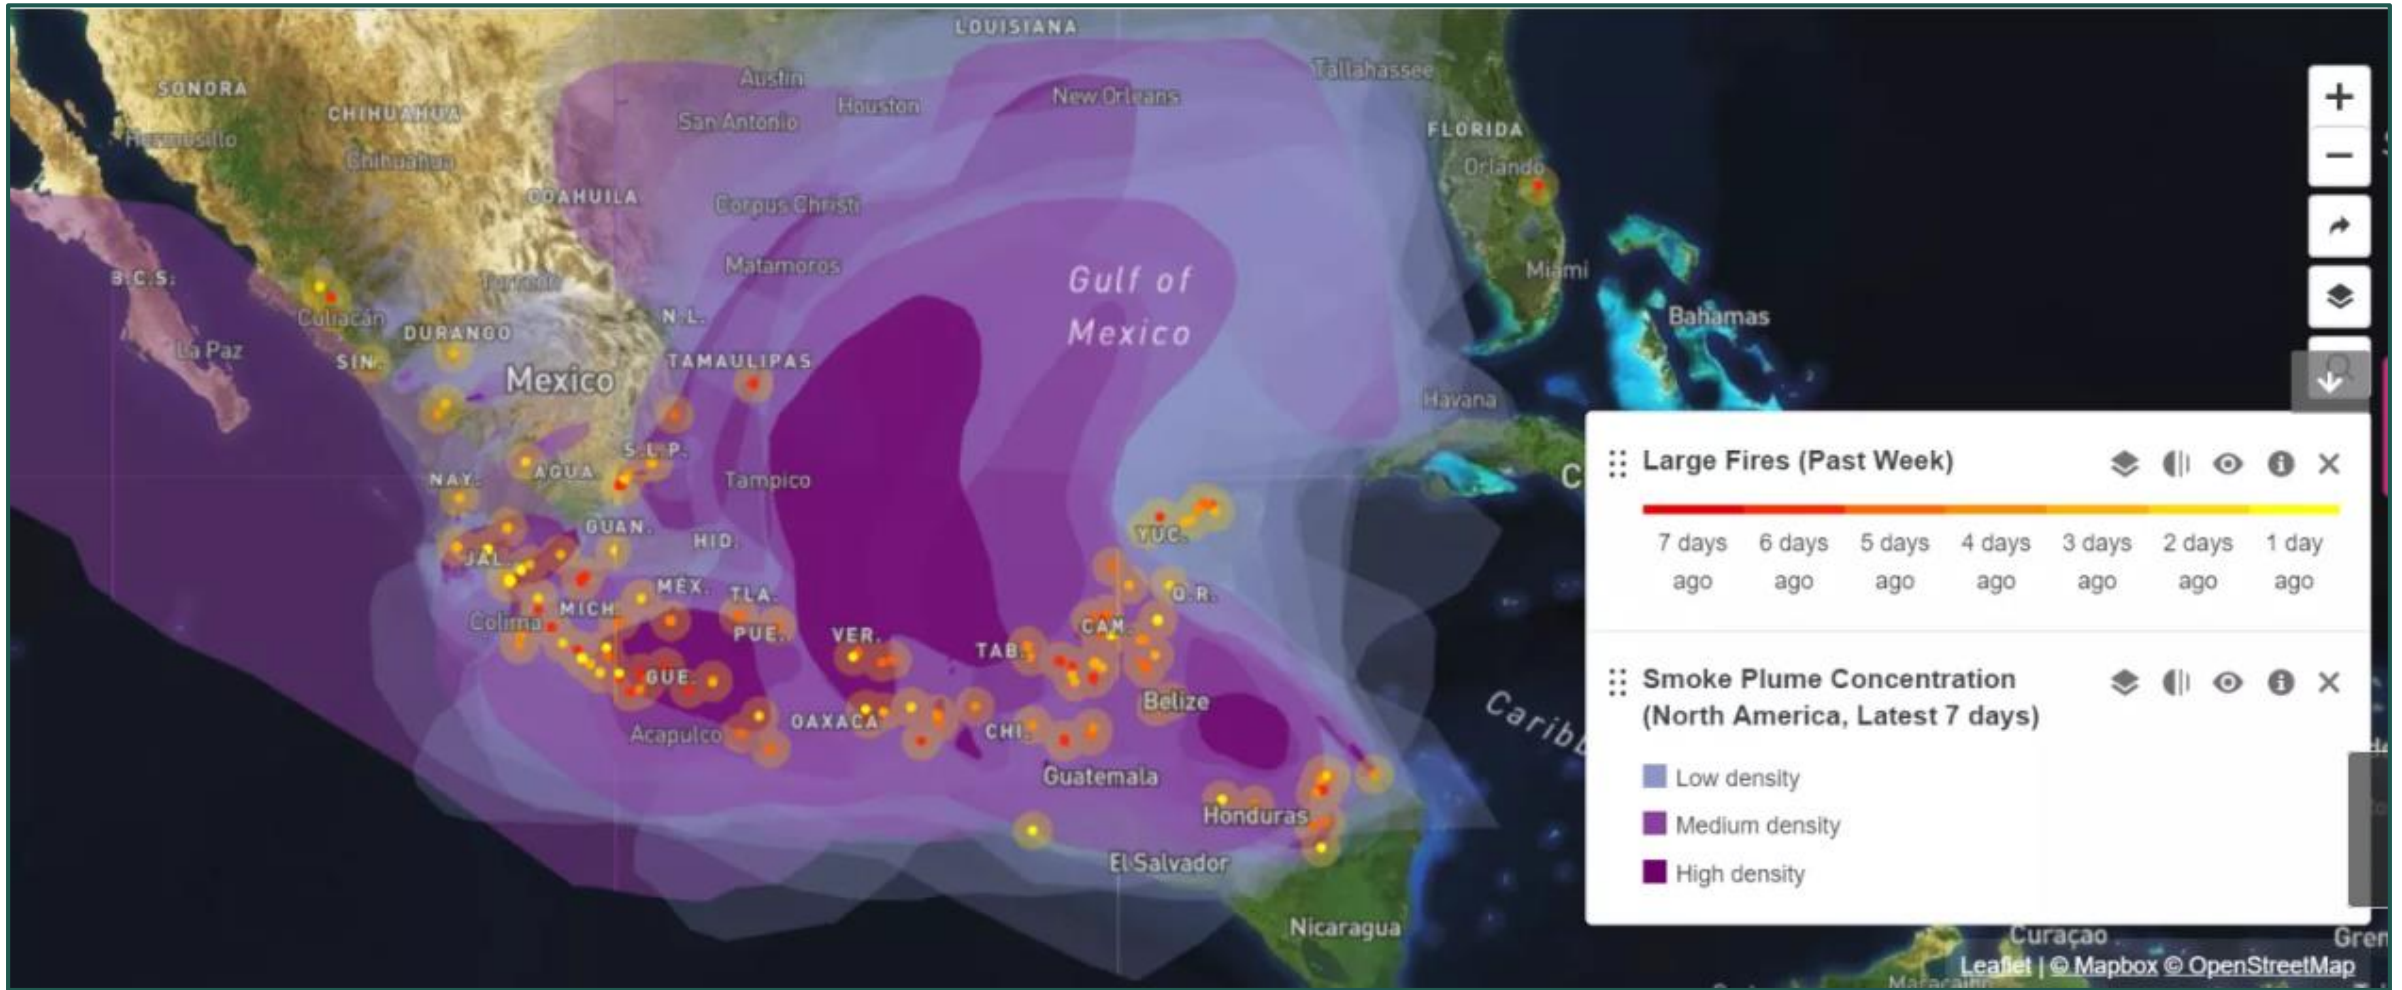 LOUISIANA
Tallahassee
Austin
SONORA
Houston
New Orleans
CHIHUAHUA
San Antonio
FLORIDA
Hermosillo
Chihuahua
Orlando
COAHUILA
Corpus Christi
Matamoros
Gulf of
Mexico
Miami
B.C.S.
Torreón
Culiacán
N.L.
Bahamas
DURANGO
La Paz
SIN.
TAMAULIPAS
Mexico
Havana
S.L.P.
AGUA.
NAY.
Tampico
GUAN.
HID.
YUC.
JAL.
MÉX.
TLA.
Q.R.
MICH.
Colima
PUE.
VER.
CAM.
TAB.
GUE.
Belize
Acapulco
OAXACA
CHI.
Caribb
Guatemala
Honduras
El Salvador
Nicaragua
Large Fires (Past Week)
7 days ago
6 days ago
5 days ago
4 days ago
3 days ago
2 days ago
1 day ago
Smoke Plume Concentration
(North America, Latest 7 days)
Low density
Medium density
High density
Curaçao
Gren
Leaflet | © Mapbox © OpenStreetMap